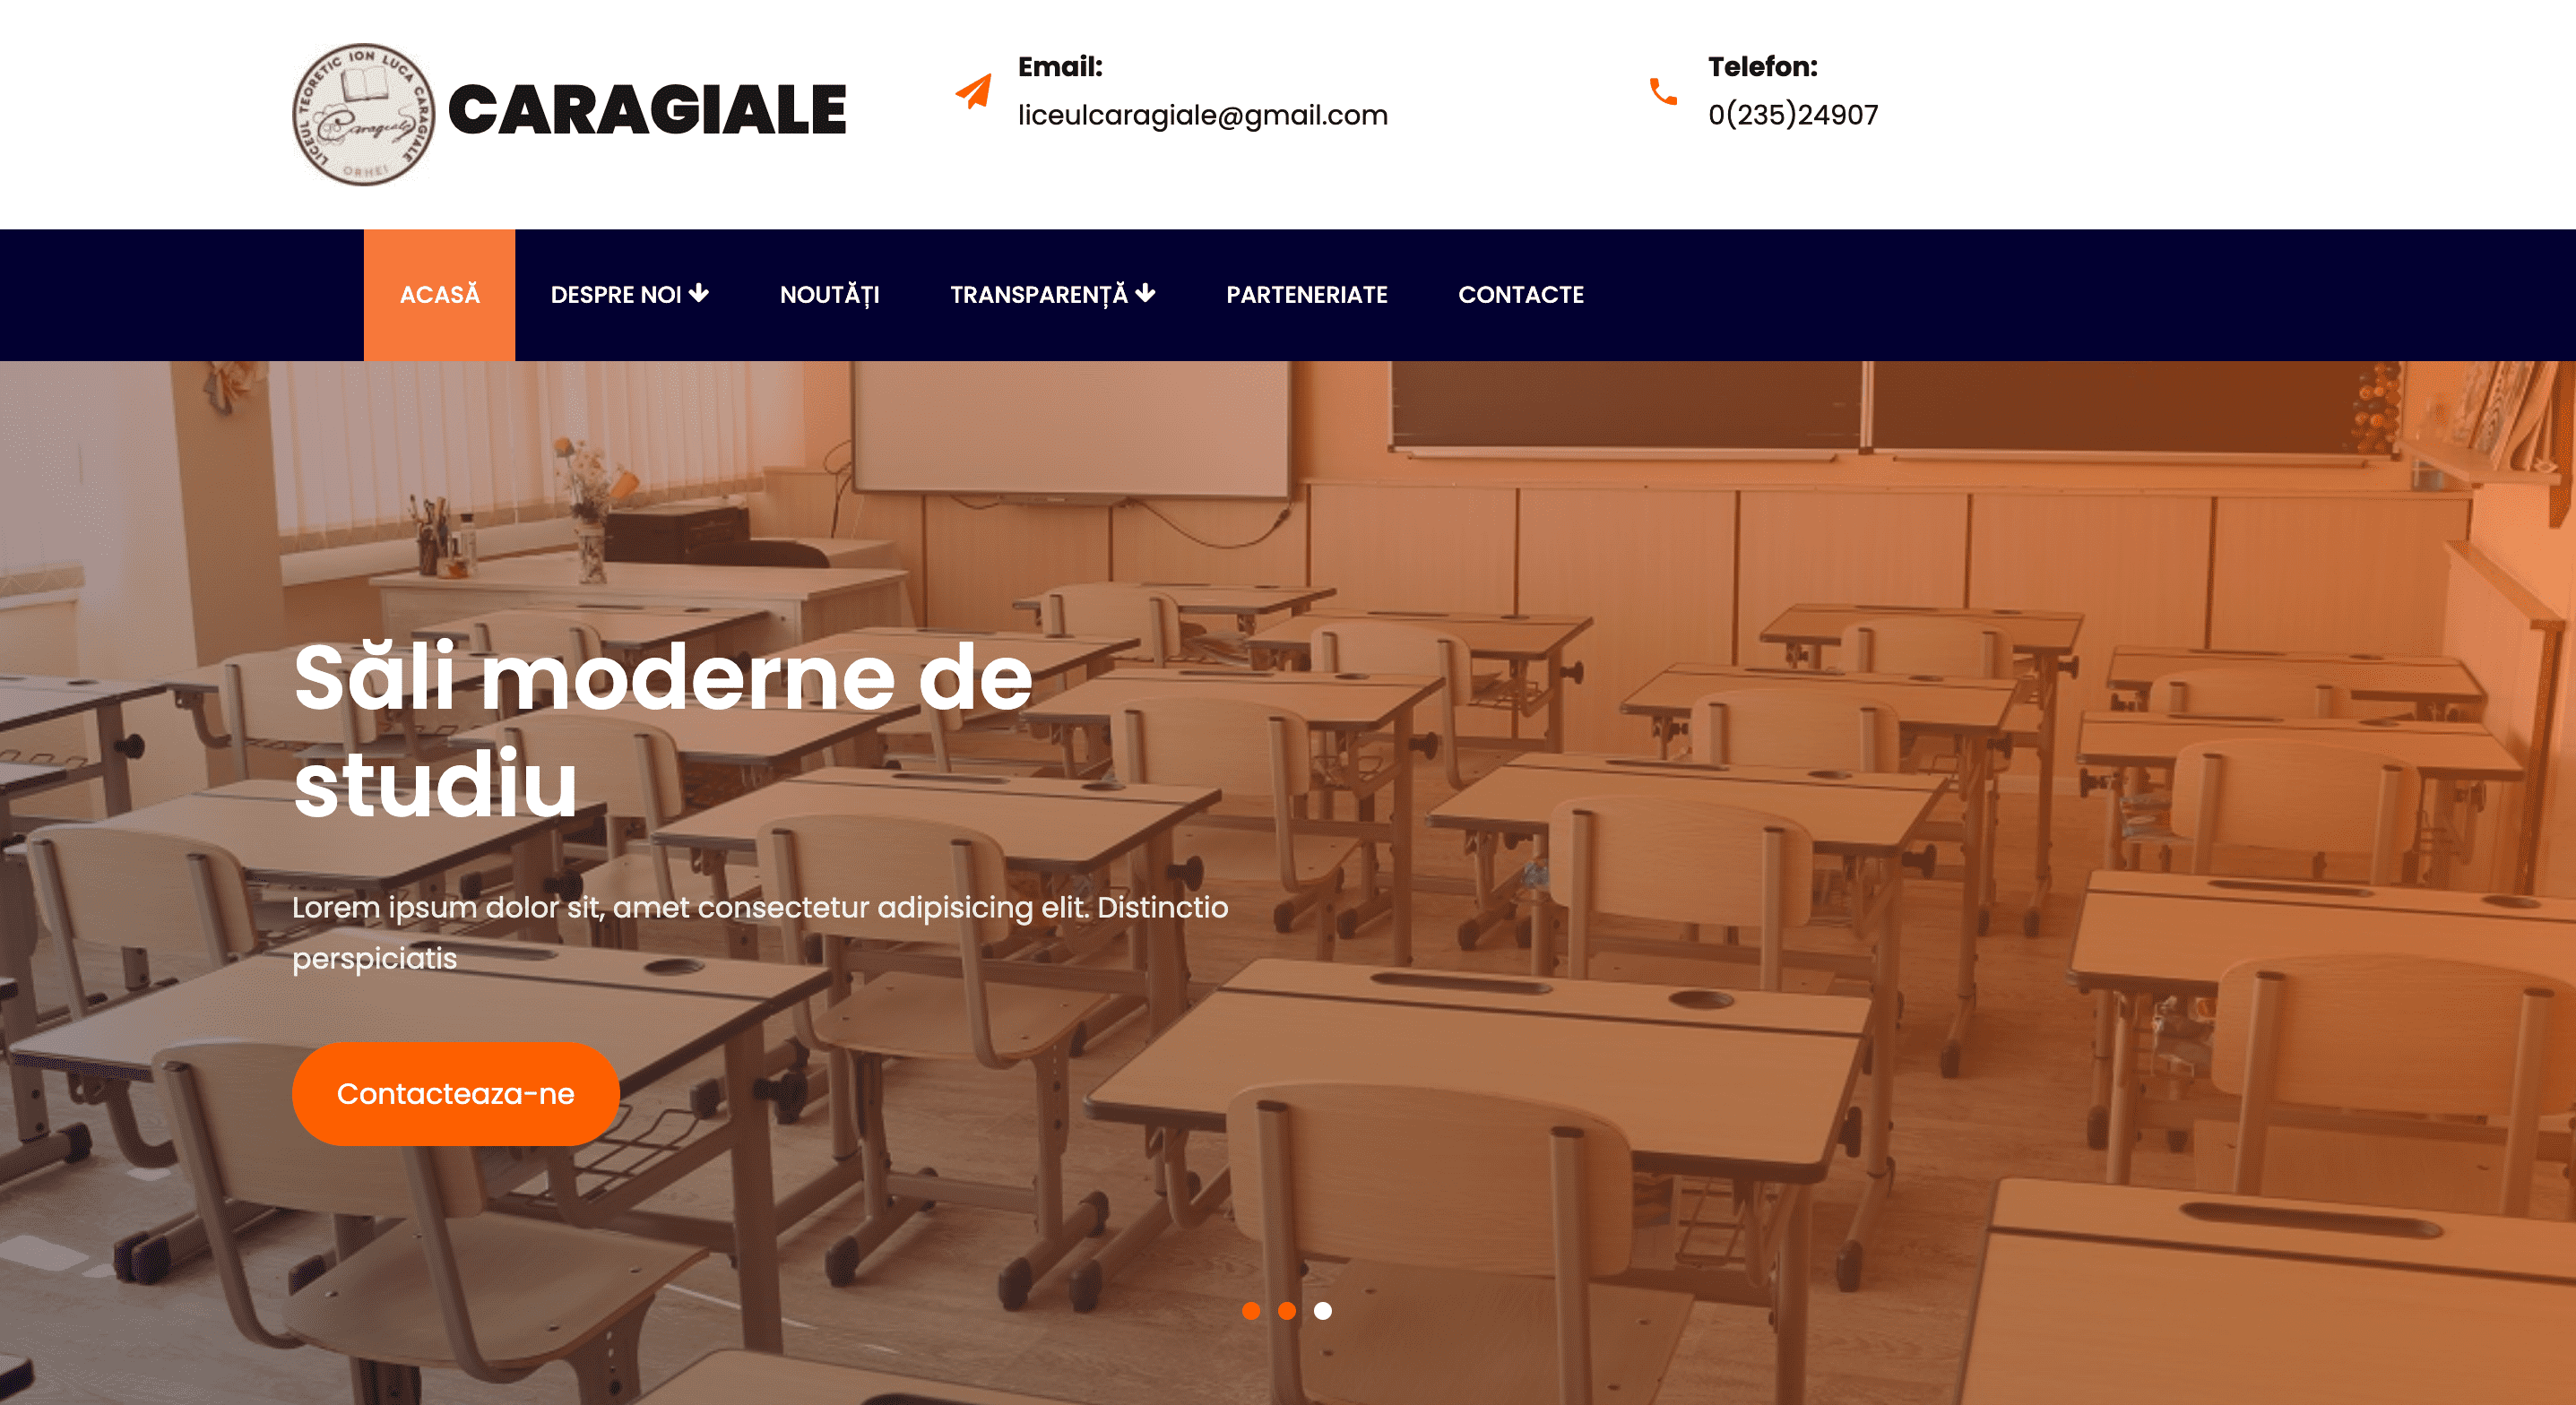 LICEUL TEORETIC ION LUCA CARAGIALE
Caragiale
ORHEI
CARAGIALE
Email:
liceulcaragiale@gmail.com
Telefon:
0(235)24907
ACASĂ
DESPRE NOI
NOUTĂȚI
TRANSPARENȚĂ
PARTENERIATE
CONTACTE
Săli moderne de
studiu
Lorem ipsum dolor sit, amet consectetur adipisicing elit. Distinctio
perspiciatis
Contacteaza-ne